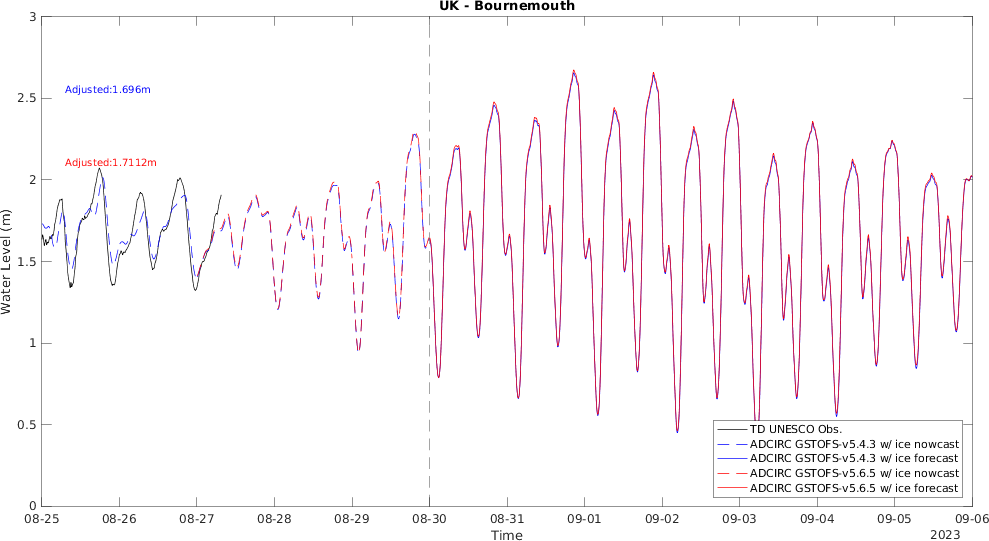 UK - Bournemouth
3
2.5
2
1.5
1
0.5
0
Water Level (m)
Adjusted:1.696m
Adjusted:1.7112m
TD UNESCO Obs.
ADCIRC GSTOFS-v5.4.3 w/ ice nowcast
ADCIRC GSTOFS-v5.4.3 w/ ice forecast
ADCIRC GSTOFS-v5.6.5 w/ ice nowcast
ADCIRC GSTOFS-v5.6.5 w/ ice forecast
08-25 08-26 08-27 08-28 08-29 08-30 08-31 09-01 09-02 09-03 09-04 09-05 09-06
Time
2023